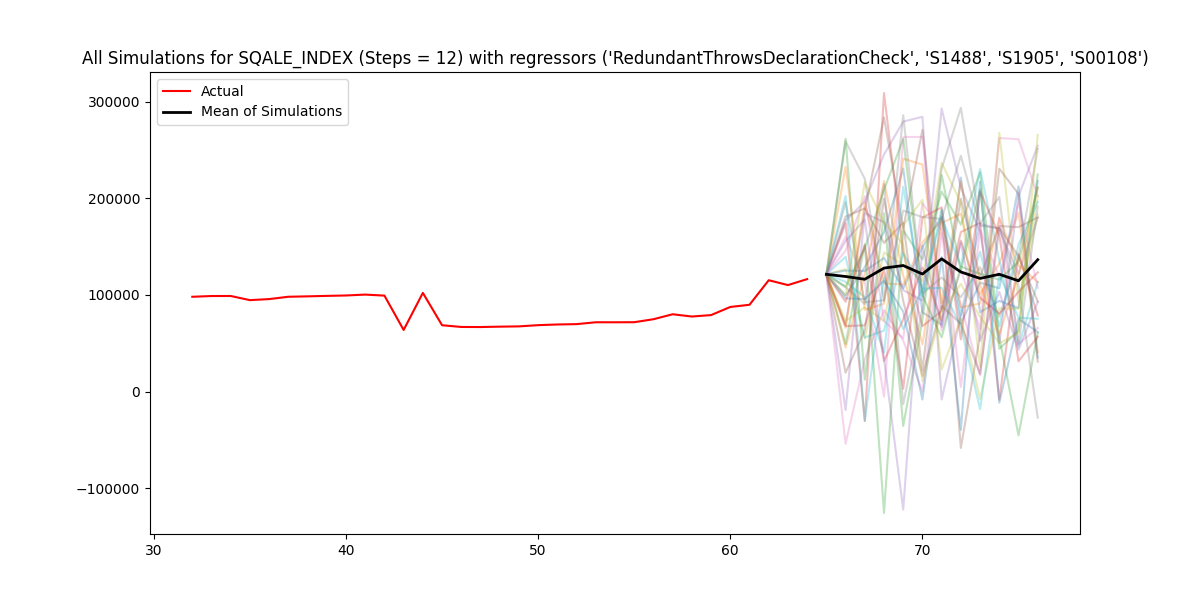 All Simulations for SQALE_INDEX (Steps = 12) with regressors ('RedundantThrowsDeclarationCheck', 'S1488', 'S1905', 'S00108')
Actual
Mean of Simulations
300000
200000
100000
0
−100000
30 40 50 60 70